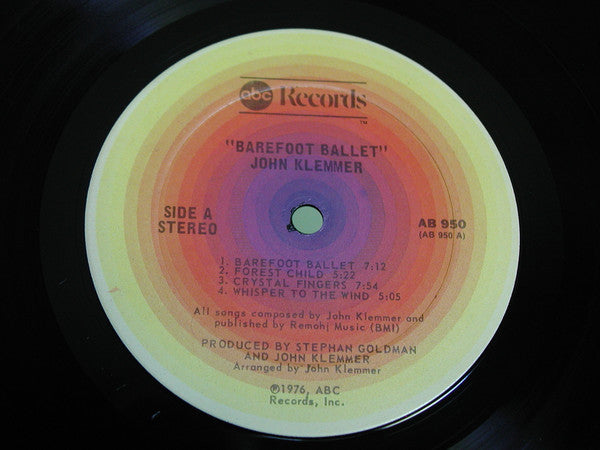 abc Records
TM
"BAREFOOT BALLET"
JOHN KLEMMER
SIDE A
STEREO
AB 950
(AB 950 A)
1. BAREFOOT BALLET 7:12
2. FOREST CHILD 5:22
3. CRYSTAL FINGERS 7:54
4. WHISPER TO THE WIND 5:05
All songs composed by John Klemmer and
published by Remohj Music (BMI)
PRODUCED BY STEPHAN GOLDMAN
AND JOHN KLEMMER
Arranged by John Klemmer
℗1976, ABC
Records, Inc.